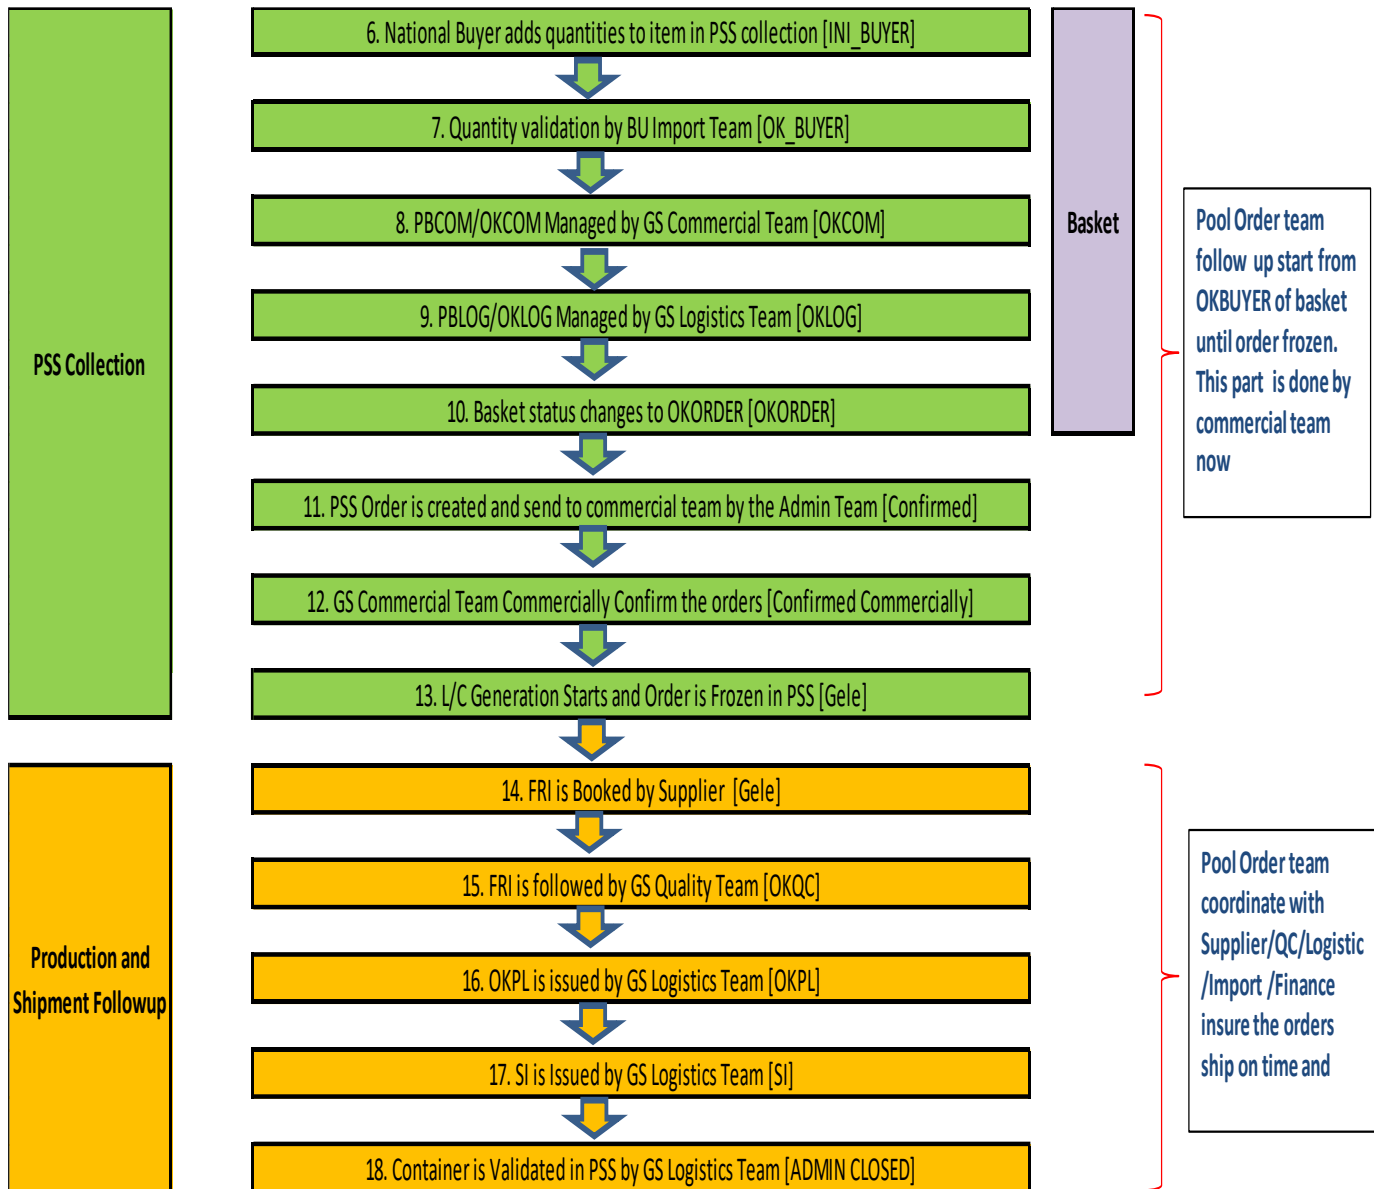 6. National Buyer adds quantities to item in PSS collection [INI_BUYER]
7. Quantity validation by BU Import Team [OK_BUYER]
8. PBCOM/OKCOM Managed by GS Commercial Team [OKCOM]
9. PBLOG/OKLOG Managed by GS Logistics Team [OKLOG]
10. Basket status changes to OKORDER [OKORDER]
11. PSS Order is created and send to commercial team by the Admin Team [Confirmed]
12. GS Commercial Team Commercially Confirm the orders [Confirmed Commercially]
13. L/C Generation Starts and Order is Frozen in PSS [Gele]
PSS Collection
Basket
Pool Order team
follow up start from
OKBUYER of basket
until order frozen.
This part is done by
commercial team
now
14. FRI is Booked by Supplier [Gele]
15. FRI is followed by GS Quality Team [OKQC]
16. OKPL is issued by GS Logistics Team [OKPL]
17. SI is Issued by GS Logistics Team [SI]
18. Container is Validated in PSS by GS Logistics Team [ADMIN CLOSED]
Production and
Shipment Followup
Pool Order team
coordinate with
Supplier/QC/Logistic
/Import /Finance
insure the orders
ship on time and